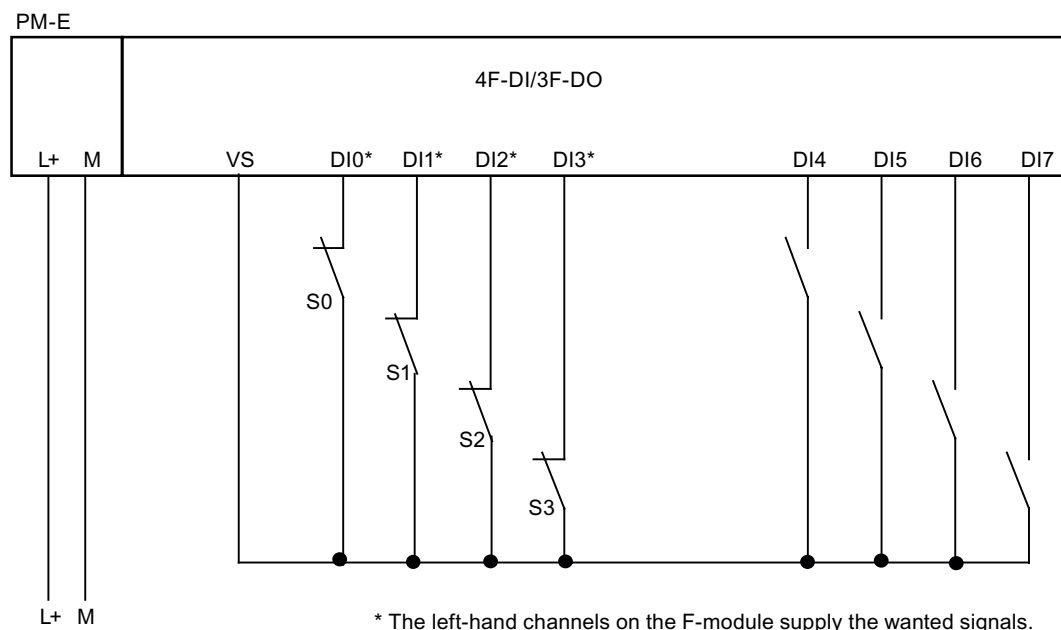 PM-E
4F-DI/3F-DO
L+ M VS DI0* DI1* DI2* DI3* DI4 DI5 DI6 DI7
S0
S1
S2
S3
L+ M
* The left-hand channels on the F-module supply the wanted signals.